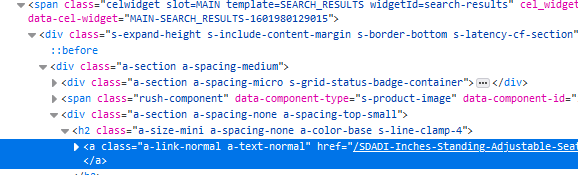 <span class="celwidget slot=MAIN template=SEARCH_RESULTS widgetId=search-results" cel_widget
data-cel-widget="MAIN-SEARCH_RESULTS-1601980129015">
<div class="s-expand-height s-include-content-margin s-border-bottom s-latency-cf-section">
::before
<div class="a-section a-spacing-medium">
<div class="a-section a-spacing-micro s-grid-status-badge-container">…</div>
<span class="rush-component" data-component-type="s-product-image" data-component-id="
<div class="a-section a-spacing-none a-spacing-top-small">
<h2 class="a-size-mini a-spacing-none a-color-base s-line-clamp-4">
<a class="a-link-normal a-text-normal" href="/SDADI-Inches-Standing-Adjustable-Seat
</a>